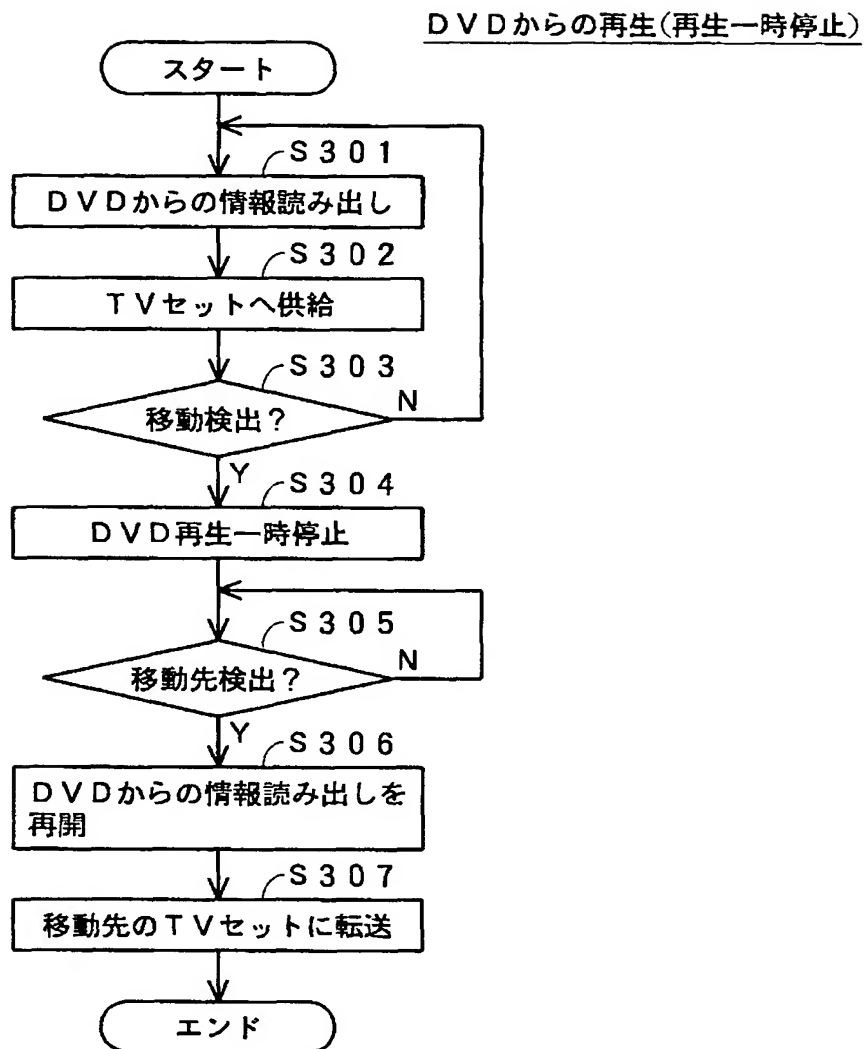 DVDからの再生(再生一時停止)
スタート
S301
DVDからの情報読み出し
S302
TVセットへ供給
S303
移動検出?
N
Y
S304
DVD再生一時停止
S305
移動先検出?
N
Y
S306
DVDからの情報読み出しを
再開
S307
移動先のTVセットに転送
エンド